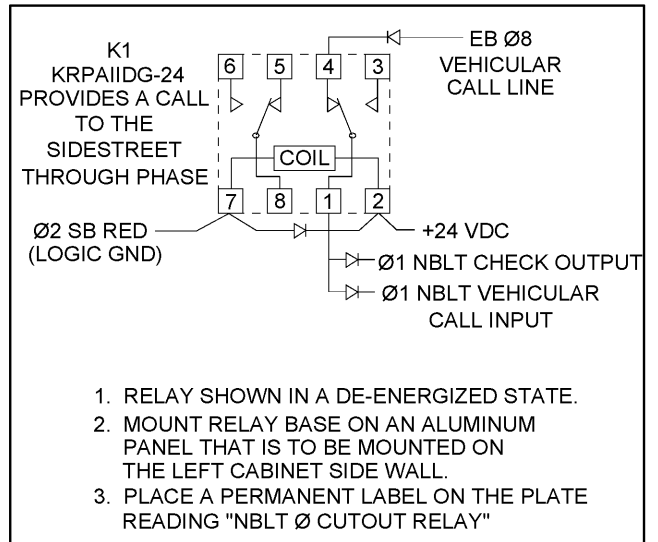 K1
KRPAIIDG-24
PROVIDES A CALL
TO THE
SIDESTREET
THROUGH PHASE
6 5 4 3
EB Ø8
VEHICULAR
CALL LINE
COIL
7 8 1 2
Ø2 SB RED
(LOGIC GND)
+24 VDC
Ø1 NBLT CHECK OUTPUT
Ø1 NBLT VEHICULAR
CALL INPUT
1. RELAY SHOWN IN A DE-ENERGIZED STATE.
2. MOUNT RELAY BASE ON AN ALUMINUM
PANEL THAT IS TO BE MOUNTED ON
THE LEFT CABINET SIDE WALL.
3. PLACE A PERMANENT LABEL ON THE PLATE
READING "NBLT Ø CUTOUT RELAY"